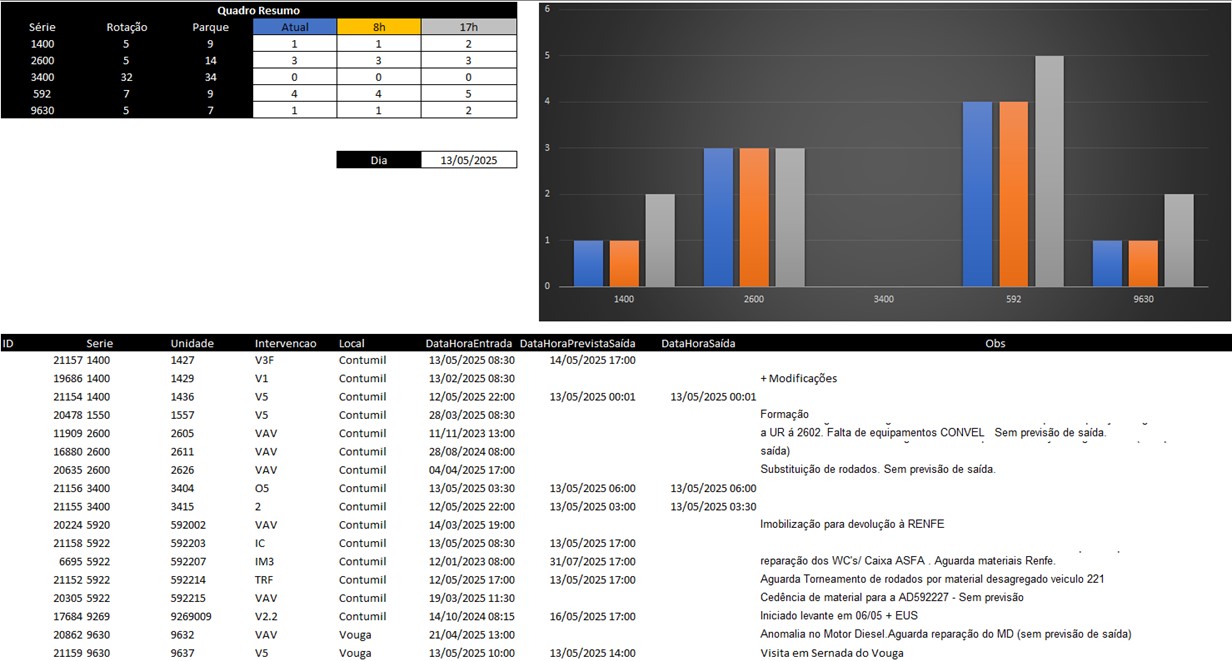 Quadro Resumo
Série Rotação Parque Atual 8h 17h
1400 5 9 1 1 2
2600 5 14 3 3 3
3400 32 34 0 0 0
592 7 9 4 4 5
9630 5 7 1 1 2
Dia 13/05/2025
6
5
4
3
2
1
0
1400 2600 3400 592 9630
ID Serie Unidade Intervencao Local DataHoraEntrada DataHoraPrevistaSaída DataHoraSaída Obs
21157 1400 1427 V3F Contumil 13/05/2025 08:30 14/05/2025 17:00
19686 1400 1429 V1 Contumil 13/02/2025 08:30 + Modificações
21154 1400 1436 V5 Contumil 12/05/2025 22:00 13/05/2025 00:01 13/05/2025 00:01
20478 1550 1557 V5 Contumil 28/03/2025 08:30 Formação
11909 2600 2605 VAV Contumil 11/11/2023 13:00 a UR á 2602. Falta de equipamentos CONVEL Sem previsão de saída.
16880 2600 2611 VAV Contumil 28/08/2024 08:00 saída)
20635 2600 2626 VAV Contumil 04/04/2025 17:00 Substituição de rodados. Sem previsão de saída.
21156 3400 3404 O5 Contumil 13/05/2025 03:30 13/05/2025 06:00 13/05/2025 06:00
21155 3400 3415 2 Contumil 12/05/2025 22:00 13/05/2025 03:00 13/05/2025 03:30
20224 5920 592002 VAV Contumil 14/03/2025 19:00 Imobilização para devolução à RENFE
21158 5922 592203 IC Contumil 13/05/2025 08:30 13/05/2025 17:00
6695 5922 592207 IM3 Contumil 12/01/2023 08:00 31/07/2025 17:00 reparação dos WC's/ Caixa ASFA . Aguarda materiais Renfe.
21152 5922 592214 TRF Contumil 12/05/2025 17:00 13/05/2025 17:00 Aguarda Torneamento de rodados por material desagregado veiculo 221
20305 5922 592215 VAV Contumil 19/03/2025 11:30 Cedência de material para a AD592227 - Sem previsão
17684 9269 9269009 V2.2 Contumil 14/10/2024 08:15 16/05/2025 17:00 Iniciado levante em 06/05 + EUS
20862 9630 9632 VAV Vouga 21/04/2025 13:00 Anomalia no Motor Diesel.Aguarda reparação do MD (sem previsão de saída)
21159 9630 9637 V5 Vouga 13/05/2025 10:00 13/05/2025 14:00 Visita em Sernada do Vouga